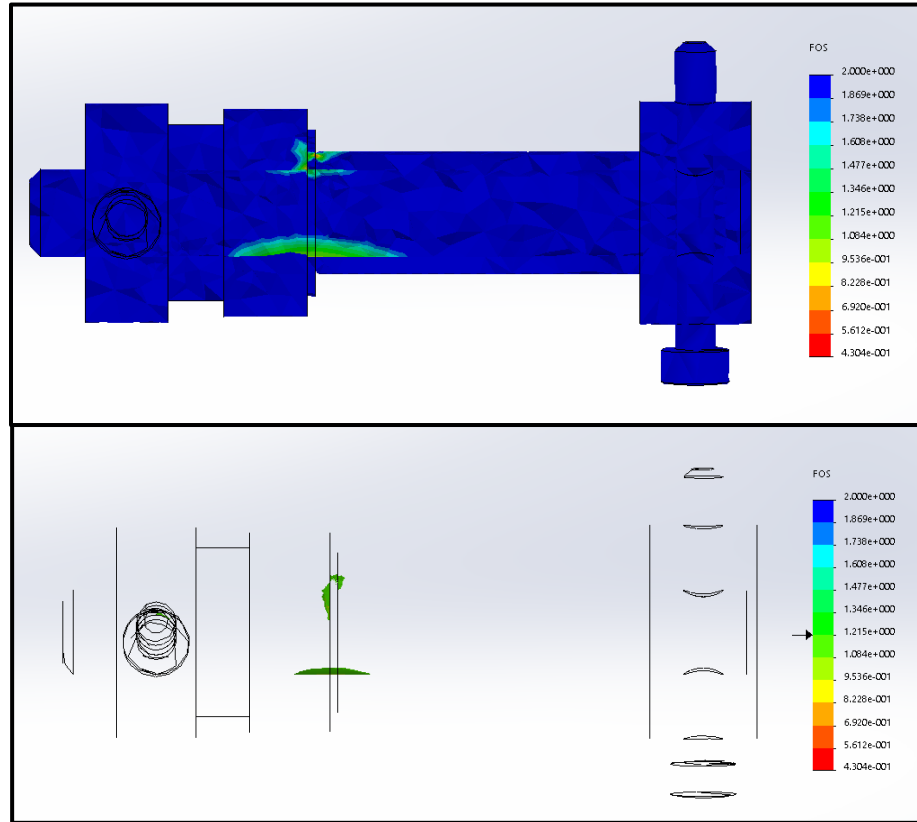 FOS
2.000e+000
1.869e+000
1.738e+000
1.608e+000
1.477e+000
1.346e+000
1.215e+000
1.084e+000
9.536e-001
8.228e-001
6.920e-001
5.612e-001
4.304e-001
FOS
2.000e+000
1.869e+000
1.738e+000
1.608e+000
1.477e+000
1.346e+000
1.215e+000
1.084e+000
9.536e-001
8.228e-001
6.920e-001
5.612e-001
4.304e-001